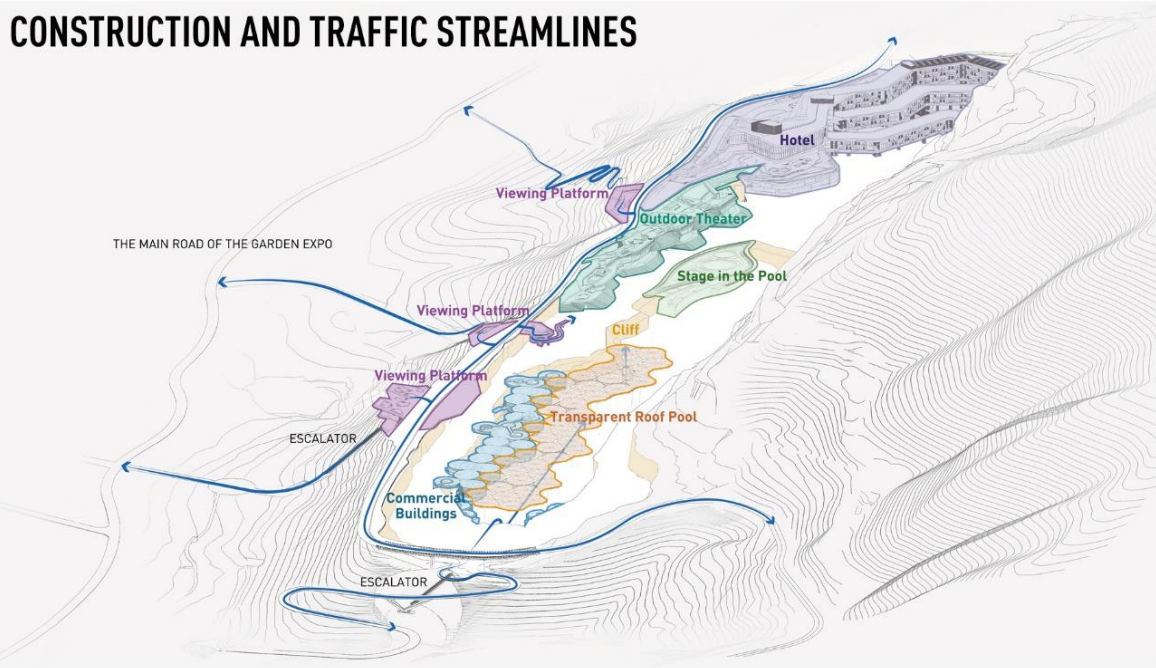 CONSTRUCTION AND TRAFFIC STREAMLINES
Hotel
Viewing Platform
Outdoor Theater
THE MAIN ROAD OF THE GARDEN EXPO
Stage in the Pool
Viewing Platform
Cliff
Viewing Platform
Transparent Roof Pool
ESCALATOR
Commercial
Buildings
ESCALATOR